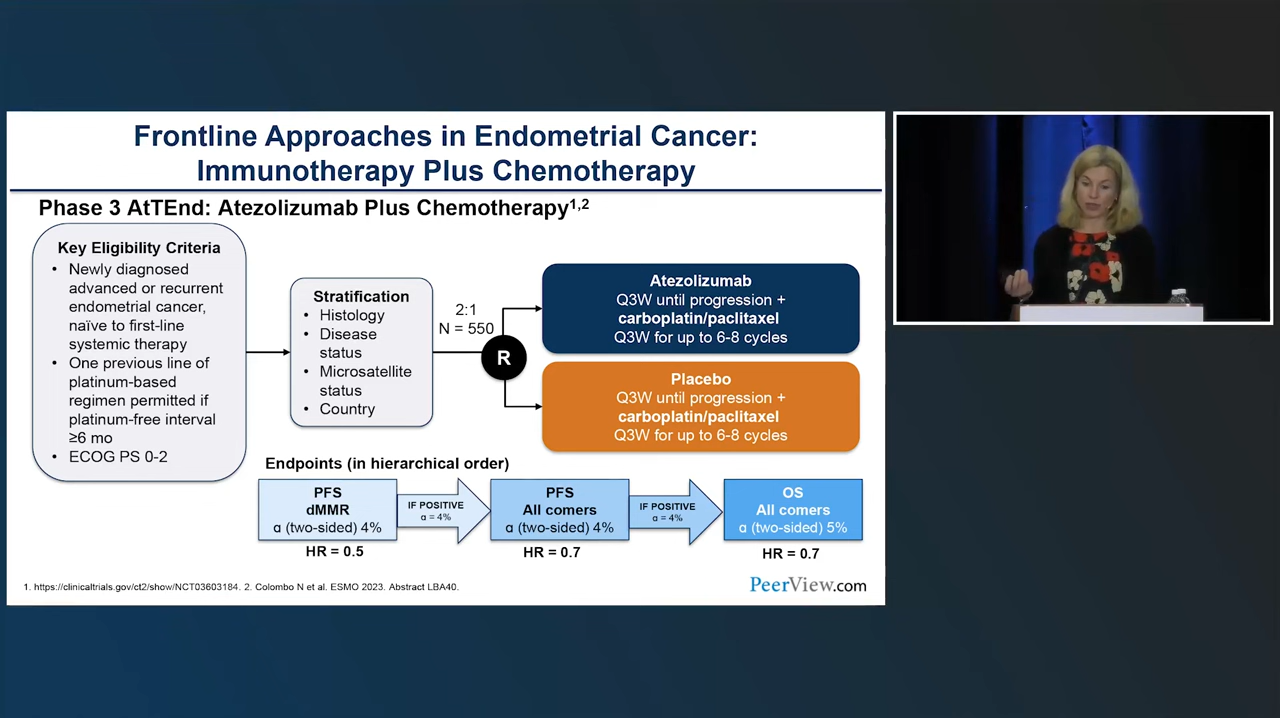 Frontline Approaches in Endometrial Cancer:
Immunotherapy Plus Chemotherapy
Phase 3 AtTEnd: Atezolizumab Plus Chemotherapy1,2
Key Eligibility Criteria
• Newly diagnosed
advanced or recurrent
endometrial cancer,
naïve to first-line
systemic therapy
• One previous line of
platinum-based
regimen permitted if
platinum-free interval
≥6 mo
• ECOG PS 0-2
Stratification
• Histology
• Disease
status
• Microsatellite
status
• Country
2:1
N = 550
R
Atezolizumab
Q3W until progression +
carboplatin/paclitaxel
Q3W for up to 6-8 cycles
Placebo
Q3W until progression +
carboplatin/paclitaxel
Q3W for up to 6-8 cycles
Endpoints (in hierarchical order)
PFS
dMMR
α (two-sided) 4%
HR = 0.5
IF POSITIVE
α = 4%
PFS
All comers
α (two-sided) 4%
HR = 0.7
IF POSITIVE
α = 4%
OS
All comers
α (two-sided) 5%
HR = 0.7
1. https://clinicaltrials.gov/ct2/show/NCT03603184. 2. Colombo N et al. ESMO 2023. Abstract LBA40.
PeerView.com